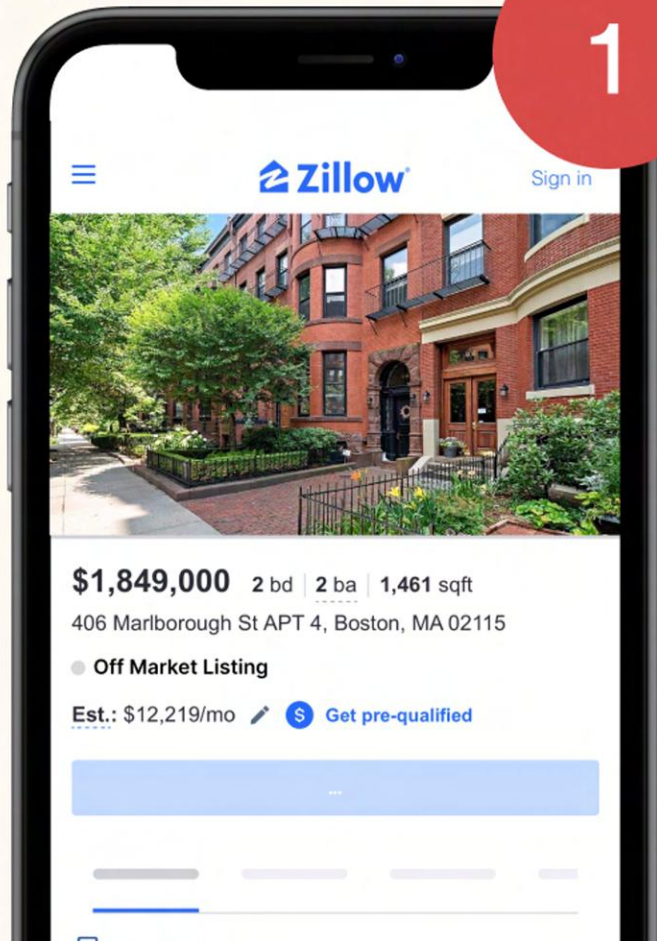 1
Zillow
Sign in
$1,849,000 2 bd 2 ba 1,461 sqft
406 Marlborough St APT 4, Boston, MA 02115
Off Market Listing
Est.: $12,219/mo $ Get pre-qualified
...